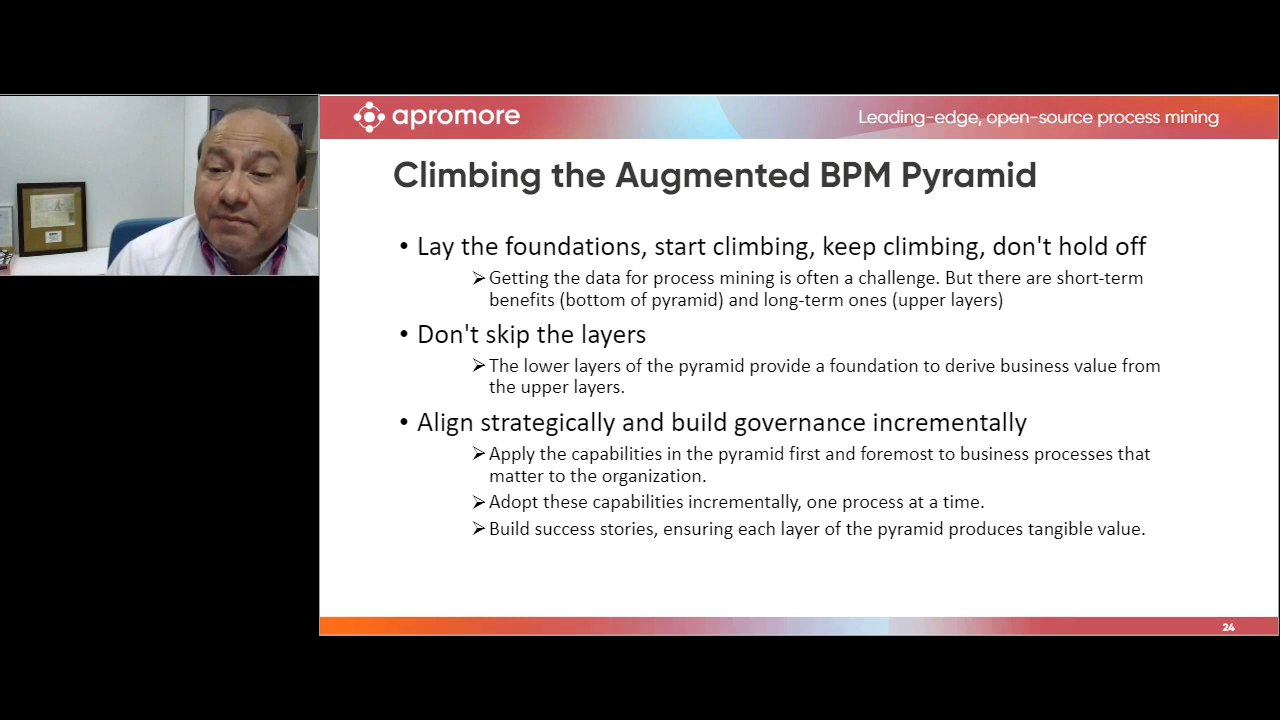 apromore
Leading-edge, open-source process mining
Climbing the Augmented BPM Pyramid
• Lay the foundations, start climbing, keep climbing, don't hold off
➢Getting the data for process mining is often a challenge. But there are short-term
benefits (bottom of pyramid) and long-term ones (upper layers)
• Don't skip the layers
➢The lower layers of the pyramid provide a foundation to derive business value from
the upper layers.
• Align strategically and build governance incrementally
➢Apply the capabilities in the pyramid first and foremost to business processes that
matter to the organization.
➢Adopt these capabilities incrementally, one process at a time.
➢Build success stories, ensuring each layer of the pyramid produces tangible value.
24